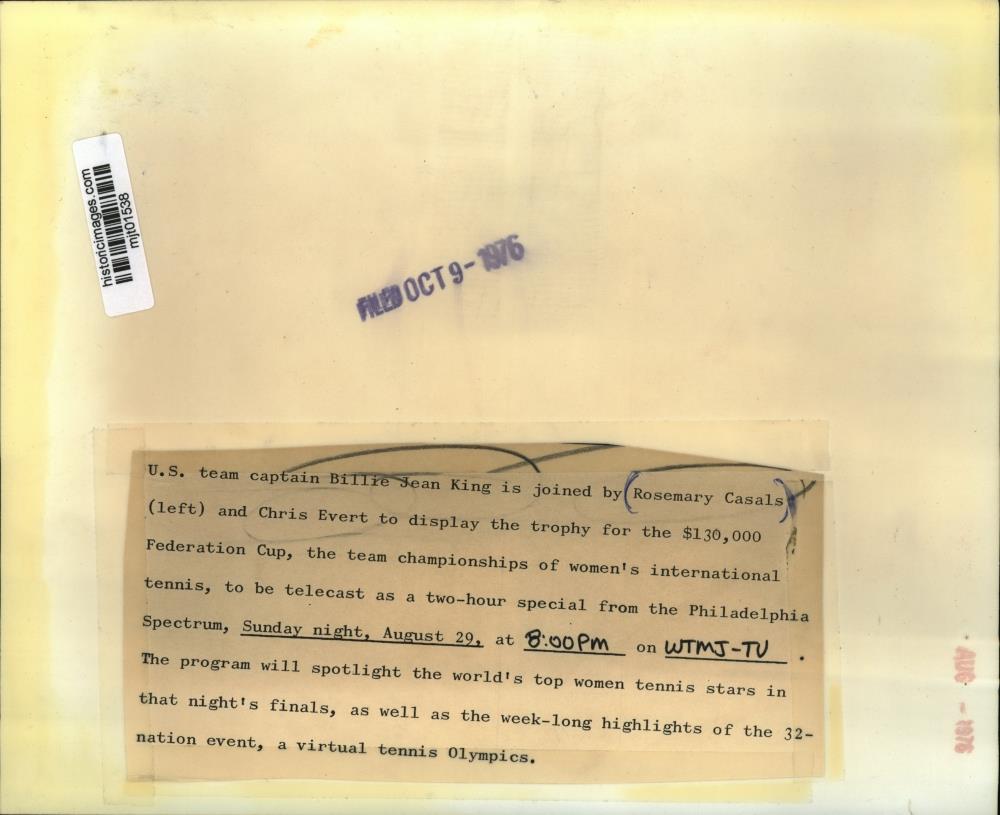 historicimages.com
mjt01538
FILED OCT 9 - 1976
U.S. team captain Billie Jean King is joined by (Rosemary Casals)
(left) and Chris Evert to display the trophy for the $130,000
Federation Cup, the team championships of women's international
tennis, to be telecast as a two-hour special from the Philadelphia
Spectrum, Sunday night, August 29, at 8:00PM on WTMJ-TV.
The program will spotlight the world's top women tennis stars in
that night's finals, as well as the week-long highlights of the 32-
nation event, a virtual tennis Olympics.
AUG - 1976